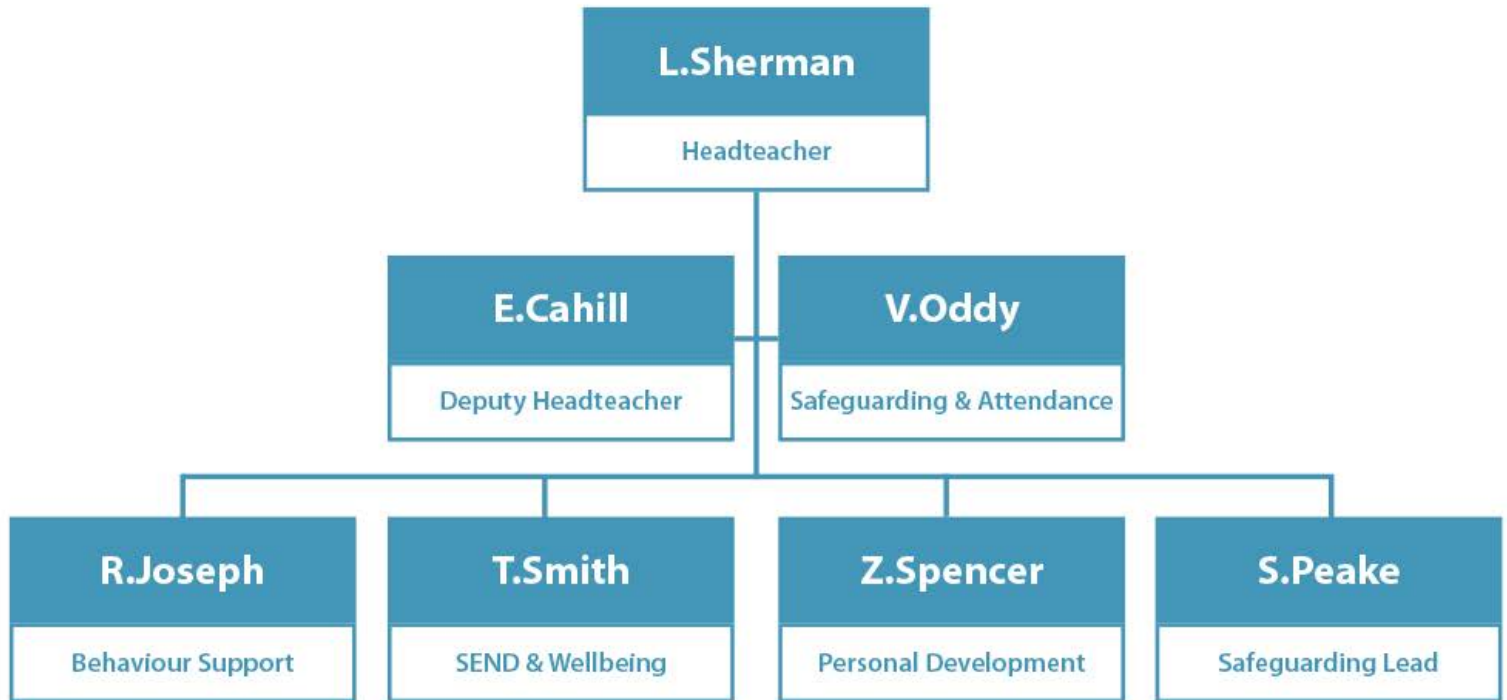 L.Sherman
Headteacher
E.Cahill
Deputy Headteacher
V.Oddy
Safeguarding & Attendance
R.Joseph
Behaviour Support
T.Smith
SEND & Wellbeing
Z.Spencer
Personal Development
S.Peake
Safeguarding Lead